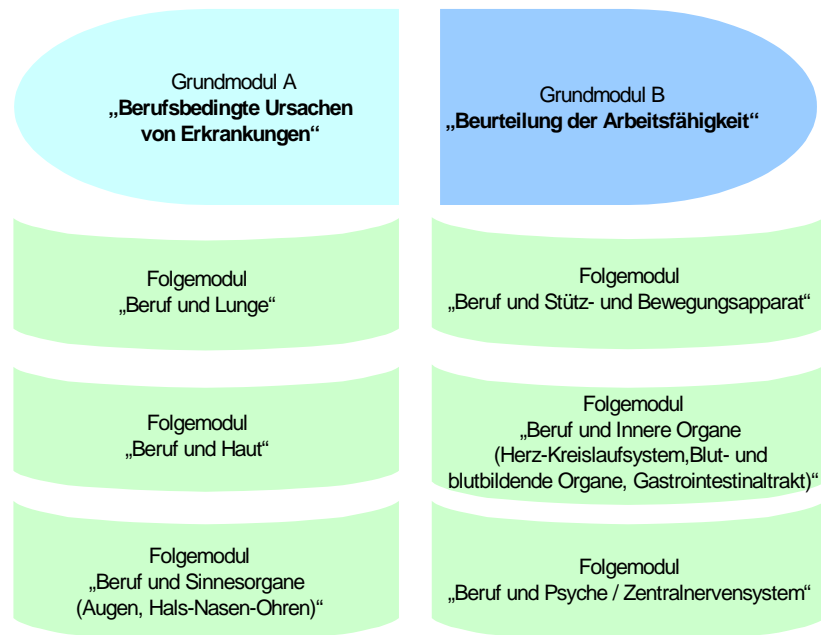 Grundmodul A
„Berufsbedingte Ursachen
von Erkrankungen“
Grundmodul B
„Beurteilung der Arbeitsfähigkeit“
Folgemodul
„Beruf und Lunge“
Folgemodul
„Beruf und Stütz- und Bewegungsapparat“
Folgemodul
„Beruf und Haut“
Folgemodul
„Beruf und Innere Organe
(Herz-Kreislaufsystem,Blut- und
blutbildende Organe, Gastrointestinaltrakt)“
Folgemodul
„Beruf und Sinnesorgane
(Augen, Hals-Nasen-Ohren)“
Folgemodul
„Beruf und Psyche / Zentralnervensystem“